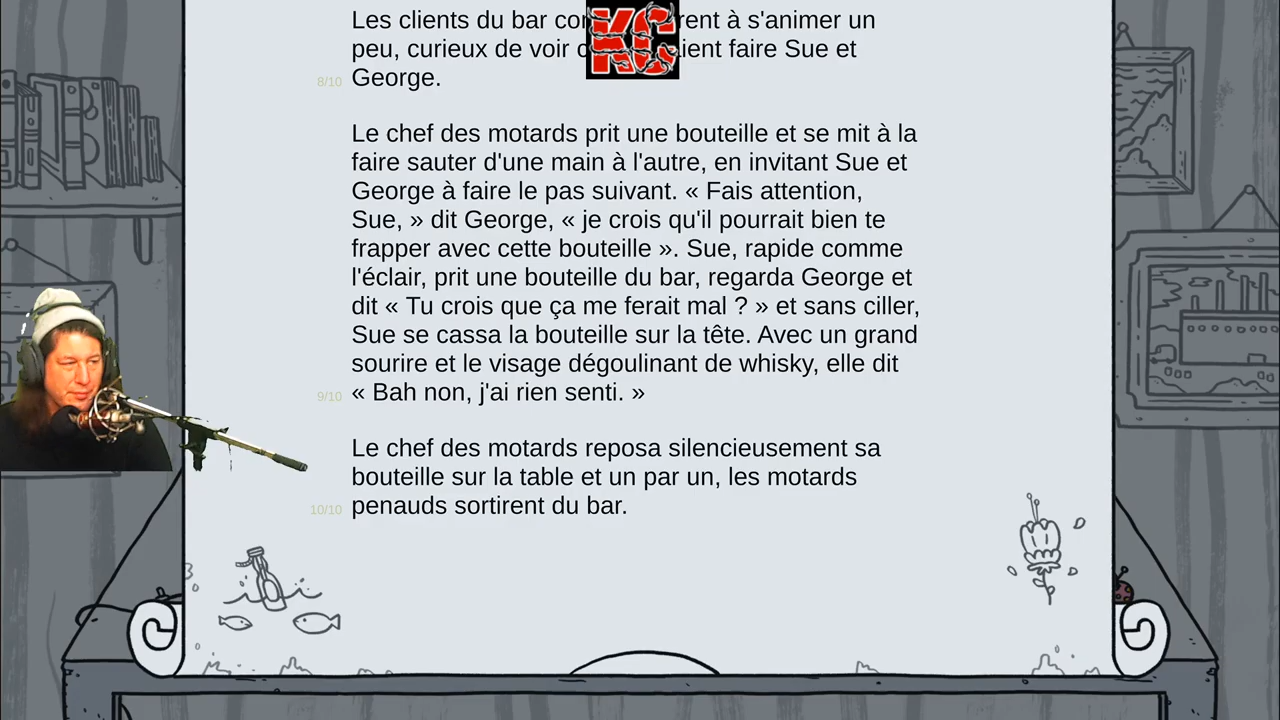 Les clients du bar rent à s'animer un
KC
peu, curieux de voir ient faire Sue et
8/10 George.
Le chef des motards prit une bouteille et se mit à la
faire sauter d'une main à l'autre, en invitant Sue et
George à faire le pas suivant. « Fais attention,
Sue, » dit George, « je crois qu'il pourrait bien te
frapper avec cette bouteille ». Sue, rapide comme
l'éclair, prit une bouteille du bar, regarda George et
dit « Tu crois que ça me ferait mal ? » et sans ciller,
Sue se cassa la bouteille sur la tête. Avec un grand
sourire et le visage dégoulinant de whisky, elle dit
9/10 « Bah non, j'ai rien senti. »
Le chef des motards reposa silencieusement sa
bouteille sur la table et un par un, les motards
10/10 penauds sortirent du bar.